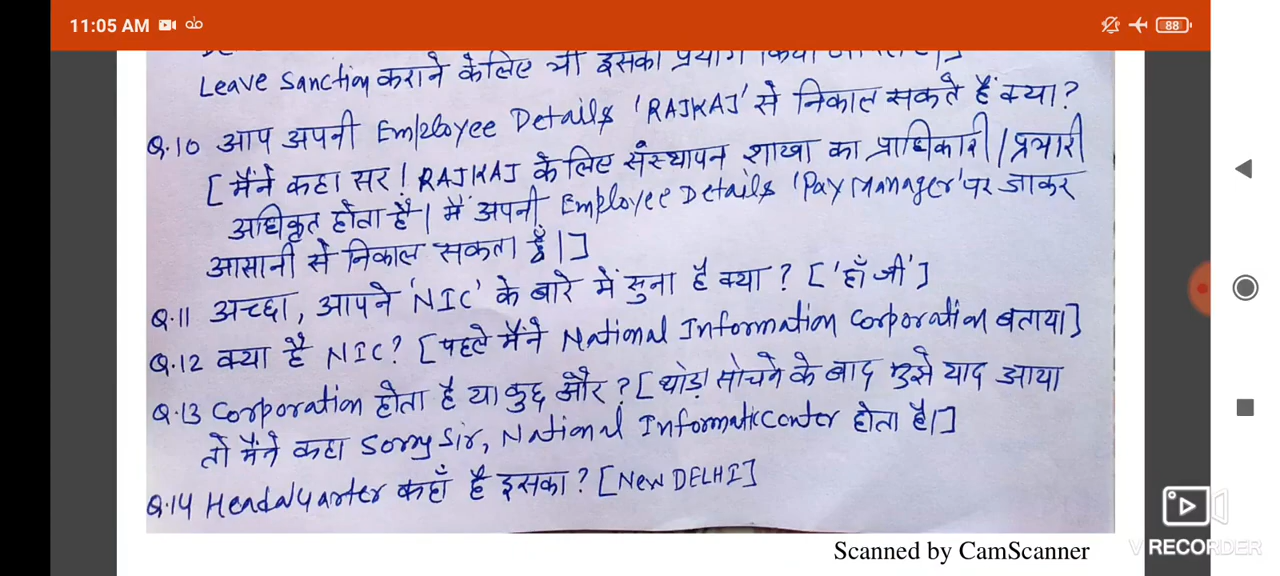 11:05 AM
88
Leave Sanction कराने के लिए भी इसका प्रयोग किया
Q.10 आप अपनी Employee Details 'RAJKAJ' से निकाल सकते हैं क्या?
[मैंने कहा सर! RAJKAJ के लिए संस्थापन शाखा का प्राधिकारी/प्रभारी
अधिकृत होता है। मैं अपनी Employee Details 'Pay Manager' पर जाकर
आसानी से निकाल सकता हूँ।]
Q.11 अच्छा, आपने 'NIC' के बारे में सुना है क्या? ['हाँ जी']
Q.12 क्या है NIC? [पहले मैंने National Information Corporation बताया]
Q.13 Corporation होता है या कुछ और? [थोड़ा सोचने के बाद मुझे याद आया
तो मैंने कहा Sorry Sir, National Informatic Center होता है।]
Q.14 Headquarter कहाँ है इसका? [New DELHI]
Scanned by CamScanner
V RECORDER